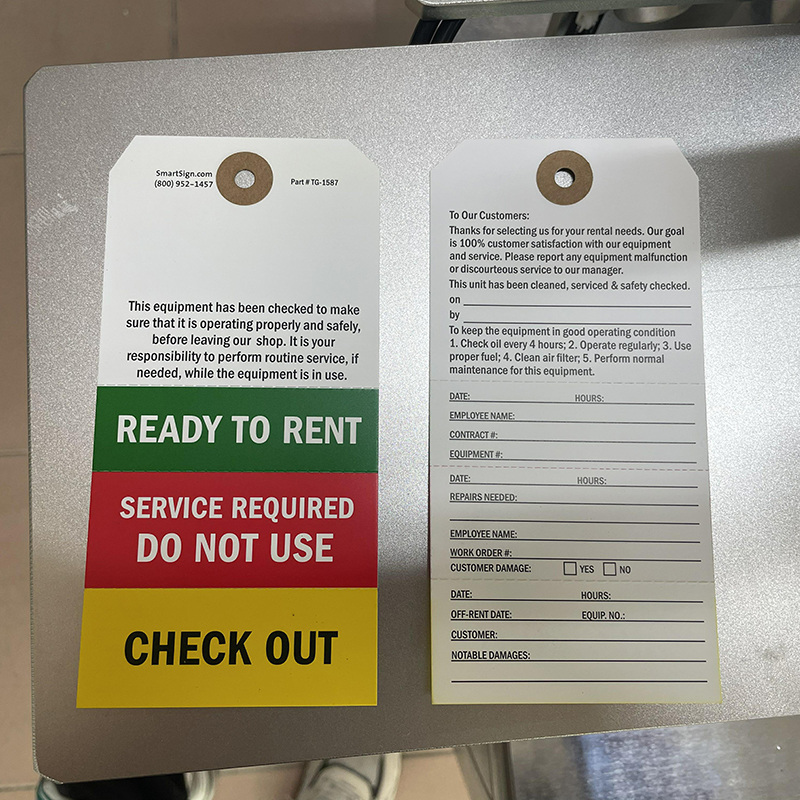 SmartSign.com
(800) 952-1457
Part # TG-1587
This equipment has been checked to make
sure that it is operating properly and safely,
before leaving our shop. It is your
responsibility to perform routine service, if
needed, while the equipment is in use.
READY TO RENT
SERVICE REQUIRED
DO NOT USE
CHECK OUT
To Our Customers:
Thanks for selecting us for your rental needs. Our goal
is 100% customer satisfaction with our equipment
and service. Please report any equipment malfunction
or discourteous service to our manager.
This unit has been cleaned, serviced & safety checked.
on
by
To keep the equipment in good operating condition
1. Check oil every 4 hours; 2. Operate regularly; 3. Use
proper fuel; 4. Clean air filter; 5. Perform normal
maintenance for this equipment.
DATE: HOURS:
EMPLOYEE NAME:
CONTRACT #:
EQUIPMENT #:
DATE: HOURS:
REPAIRS NEEDED:
EMPLOYEE NAME:
WORK ORDER #:
CUSTOMER DAMAGE: YES NO
DATE: HOURS:
OFF-RENT DATE: EQUIP. NO.:
CUSTOMER:
NOTABLE DAMAGES: